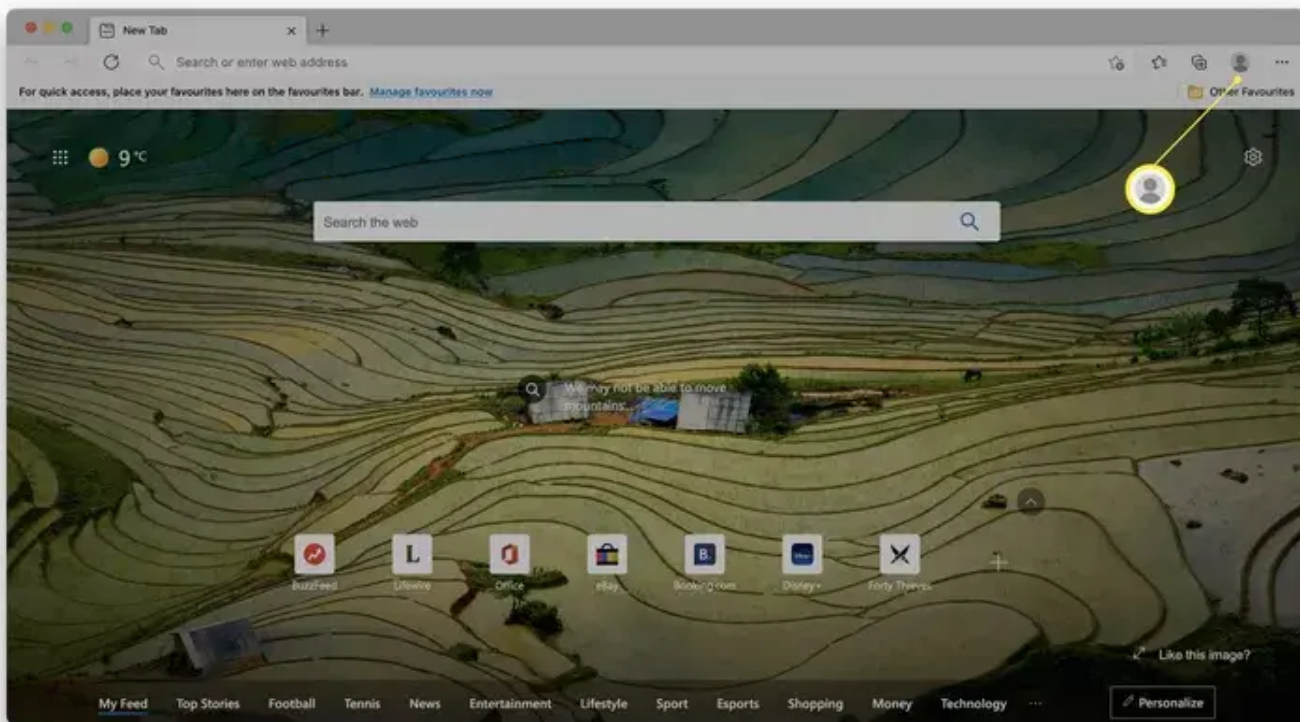 New Tab
Search or enter web address
For quick access, place your favourites here on the favourites bar. Manage favourites now
Other Favourites
9 °C
Search the web
We may not be able to move
mountains...
BuzzFeed
L
Lifewire
Office
eBay
B.
Booking.com
Disney+
Forty Thieves
Like this image?
My Feed Top Stories Football Tennis News Entertainment Lifestyle Sport Esports Shopping Money Technology ...
Personalize